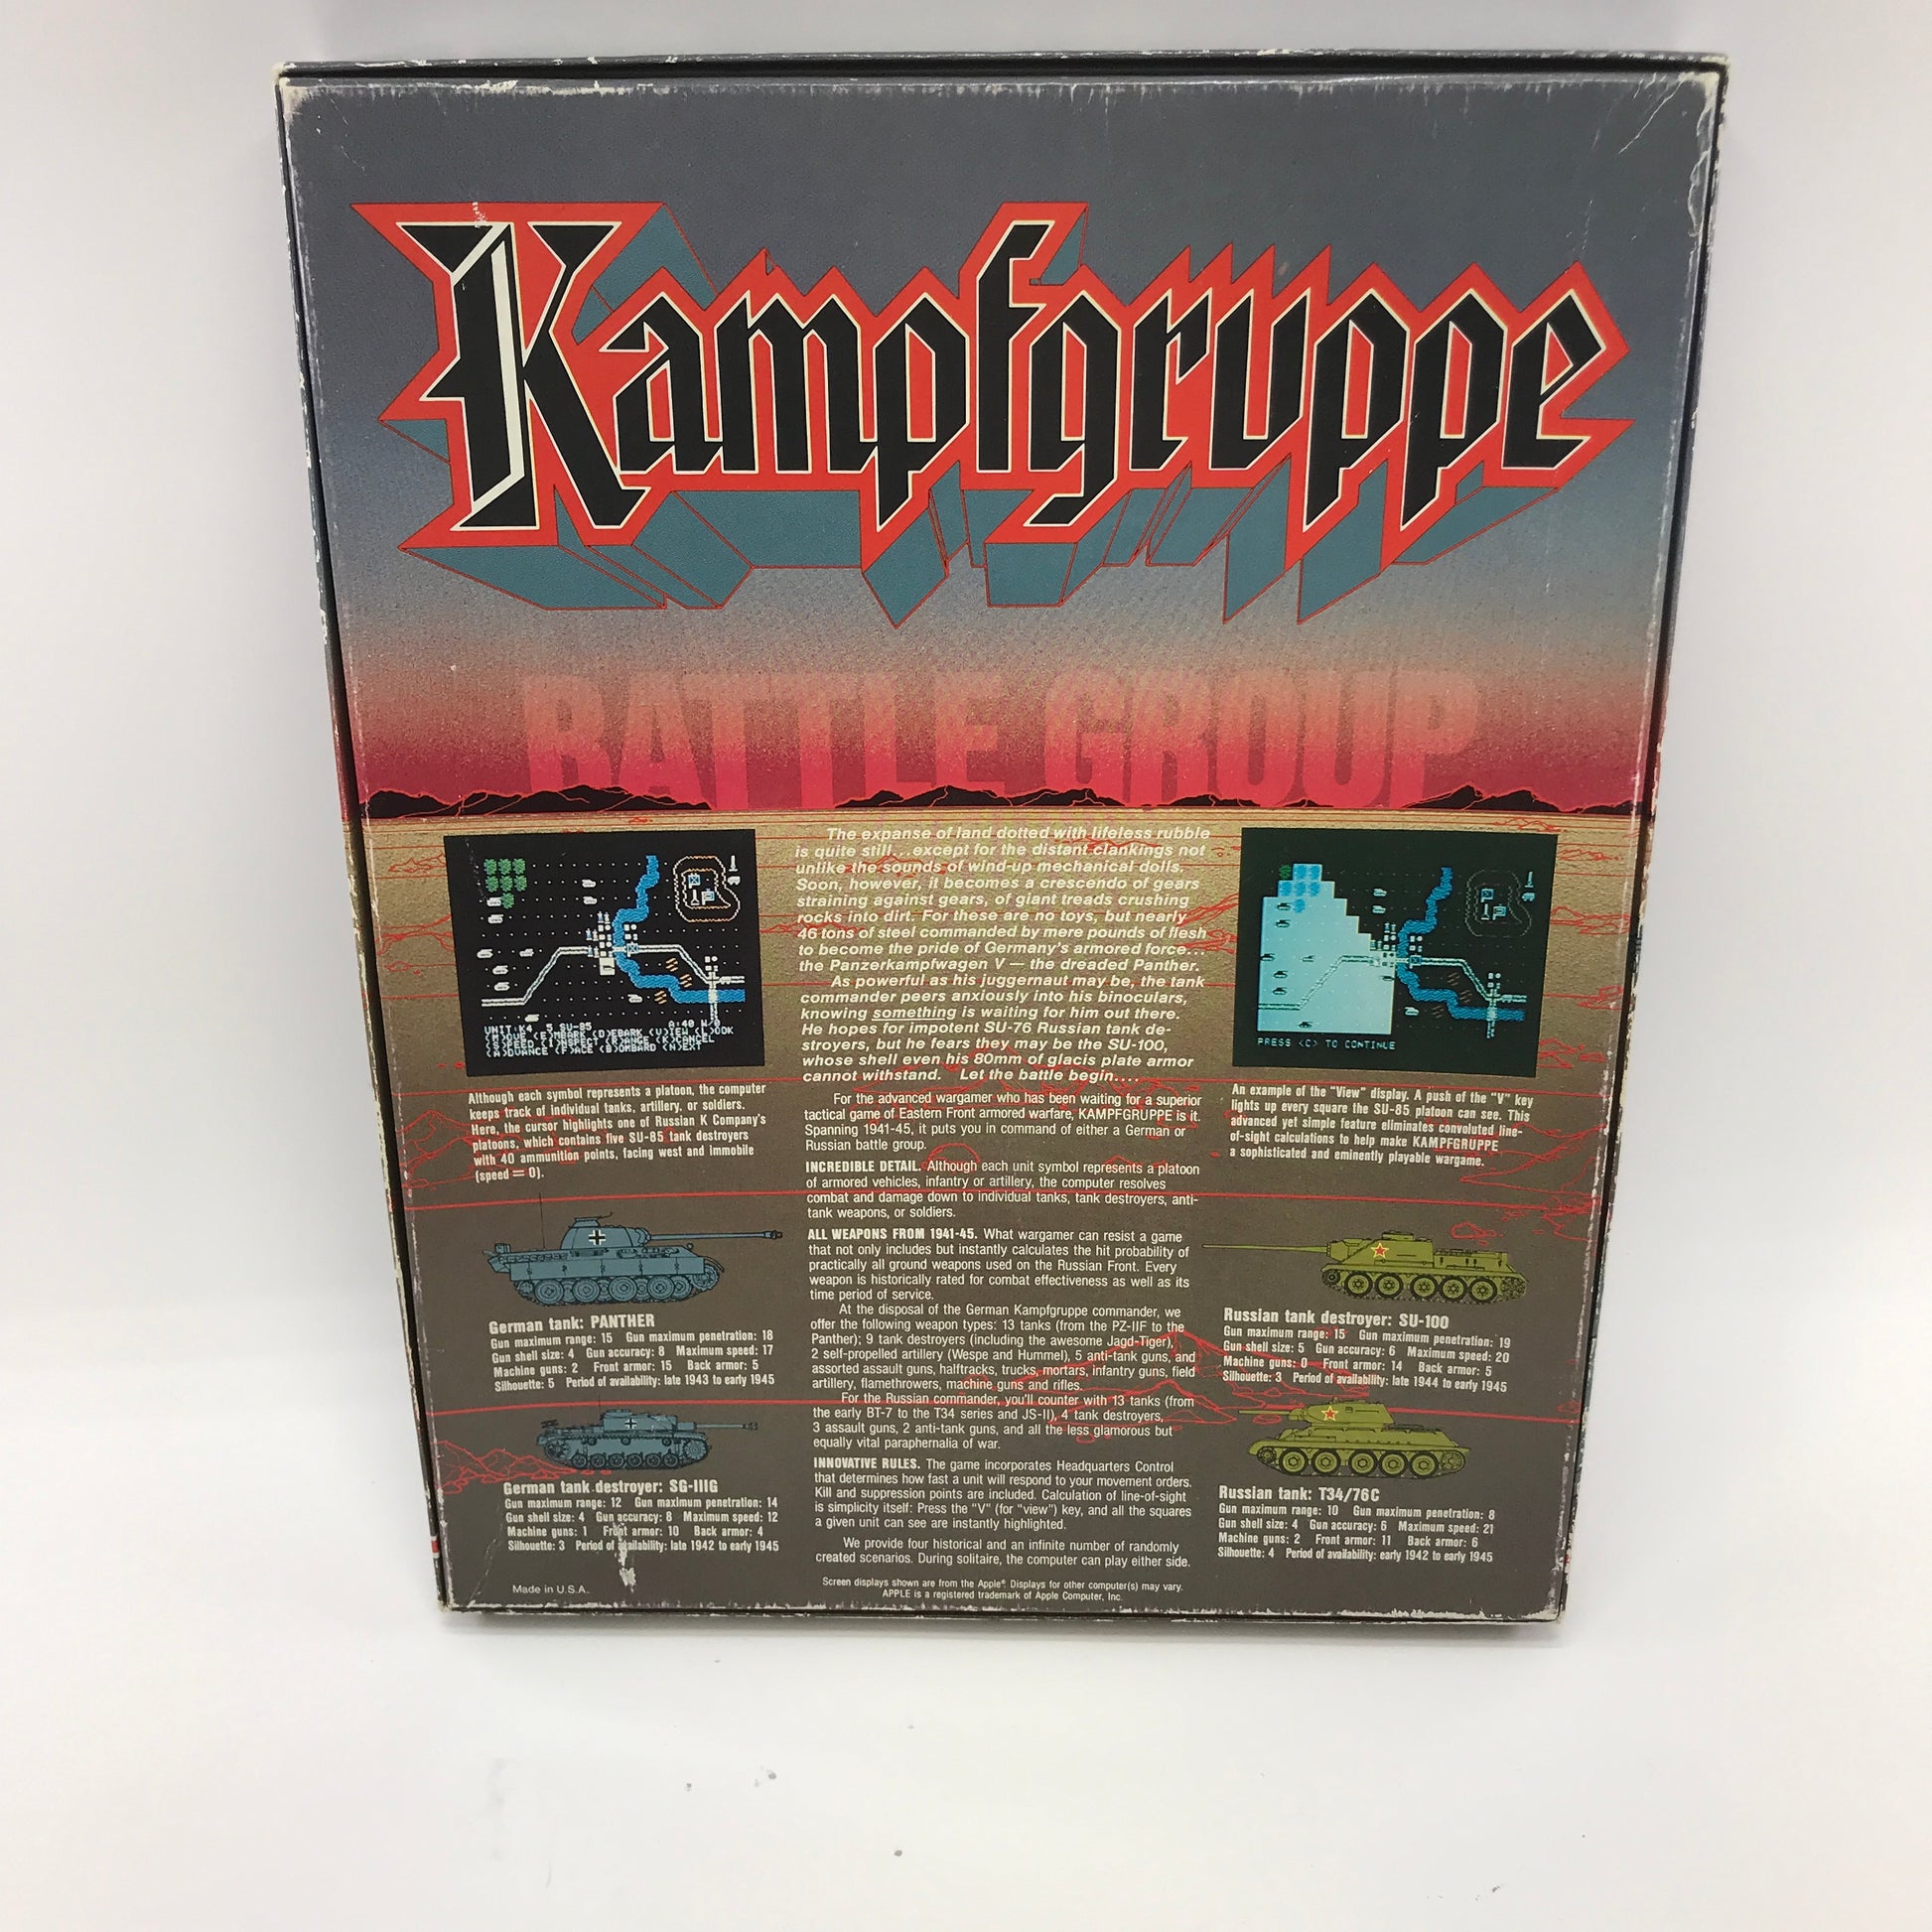 Kampfgruppe
BATTLE GROUP
UNIT:K4 5 SU-85 A:40 W/0
(M)OVE (E)MBARK (D)EBARK (V)IEW (L)OOK
(S)PEED (I)NSPECT (R)ANGE (K)CANCEL
(A)DVANCE (F)ACE (B)OMBARD (N)EXT
Although each symbol represents a platoon, the computer
keeps track of individual tanks, artillery, or soldiers.
Here, the cursor highlights one of Russian K Company's
platoons, which contains five SU-85 tank destroyers
with 40 ammunition points, facing west and immobile
(speed = 0).
German tank: PANTHER
Gun maximum range: 15 Gun maximum penetration: 18
Gun shell size: 4 Gun accuracy: 8 Maximum speed: 17
Machine guns: 2 Front armor: 15 Back armor: 5
Silhouette: 5 Period of availability: late 1943 to early 1945
German tank destroyer: SG-IIIG
Gun maximum range: 12 Gun maximum penetration: 14
Gun shell size: 4 Gun accuracy: 8 Maximum speed: 12
Machine guns: 1 Front armor: 10 Back armor: 4
Silhouette: 3 Period of availability: late 1942 to early 1945
Made in U.S.A.
The expanse of land dotted with lifeless rubble
is quite still...except for the distant clankings not
unlike the sounds of wind-up mechanical dolls.
Soon, however, it becomes a crescendo of gears
straining against gears, of giant treads crushing
rocks into dirt. For these are no toys, but nearly
46 tons of steel commanded by mere pounds of flesh
to become the pride of Germany's armored force...
the Panzerkampfwagen V — the dreaded Panther.
As powerful as his juggernaut may be, the tank
commander peers anxiously into his binoculars,
knowing something is waiting for him out there.
He hopes for impotent SU-76 Russian tank de-
stroyers, but he fears they may be the SU-100,
whose shell even his 80mm of glacis plate armor
cannot withstand. Let the battle begin....
For the advanced wargamer who has been waiting for a superior
tactical game of Eastern Front armored warfare, KAMPFGRUPPE is it.
Spanning 1941-45, it puts you in command of either a German or
Russian battle group.
INCREDIBLE DETAIL. Although each unit symbol represents a platoon
of armored vehicles, infantry or artillery, the computer resolves
combat and damage down to individual tanks, tank destroyers, anti-
tank weapons, or soldiers.
ALL WEAPONS FROM 1941-45. What wargamer can resist a game
that not only includes but instantly calculates the hit probability of
practically all ground weapons used on the Russian Front. Every
weapon is historically rated for combat effectiveness as well as its
time period of service.
At the disposal of the German Kampfgruppe commander, we
offer the following weapon types: 13 tanks (from the PZ-IIF to the
Panther); 9 tank destroyers (including the awesome Jagd-Tiger),
2 self-propelled artillery (Wespe and Hummel), 5 anti-tank guns, and
assorted assault guns, halftracks, trucks, mortars, infantry guns, field
artillery, flamethrowers, machine guns and rifles.
For the Russian commander, you'll counter with 13 tanks (from
the early BT-7 to the T34 series and JS-II), 4 tank destroyers,
3 assault guns, 2 anti-tank guns, and all the less glamorous but
equally vital paraphernalia of war.
INNOVATIVE RULES. The game incorporates Headquarters Control
that determines how fast a unit will respond to your movement orders.
Kill and suppression points are included. Calculation of line-of-sight
is simplicity itself: Press the "V" (for "view") key, and all the squares
a given unit can see are instantly highlighted.
We provide four historical and an infinite number of randomly
created scenarios. During solitaire, the computer can play either side.
Screen displays shown are from the Apple®. Displays for other computer(s) may vary.
APPLE is a registered trademark of Apple Computer, Inc.
PRESS <C> TO CONTINUE
An example of the "View" display. A push of the "V" key
lights up every square the SU-85 platoon can see. This
advanced yet simple feature eliminates convoluted line-
of-sight calculations to help make KAMPFGRUPPE
a sophisticated and eminently playable wargame.
Russian tank destroyer: SU-100
Gun maximum range: 15 Gun maximum penetration: 19
Gun shell size: 5 Gun accuracy: 6 Maximum speed: 20
Machine guns: 0 Front armor: 14 Back armor: 5
Silhouette: 3 Period of availability: late 1944 to early 1945
Russian tank: T34/76C
Gun maximum range: 10 Gun maximum penetration: 8
Gun shell size: 4 Gun accuracy: 6 Maximum speed: 21
Machine guns: 2 Front armor: 11 Back armor: 6
Silhouette: 4 Period of availability: early 1942 to early 1945